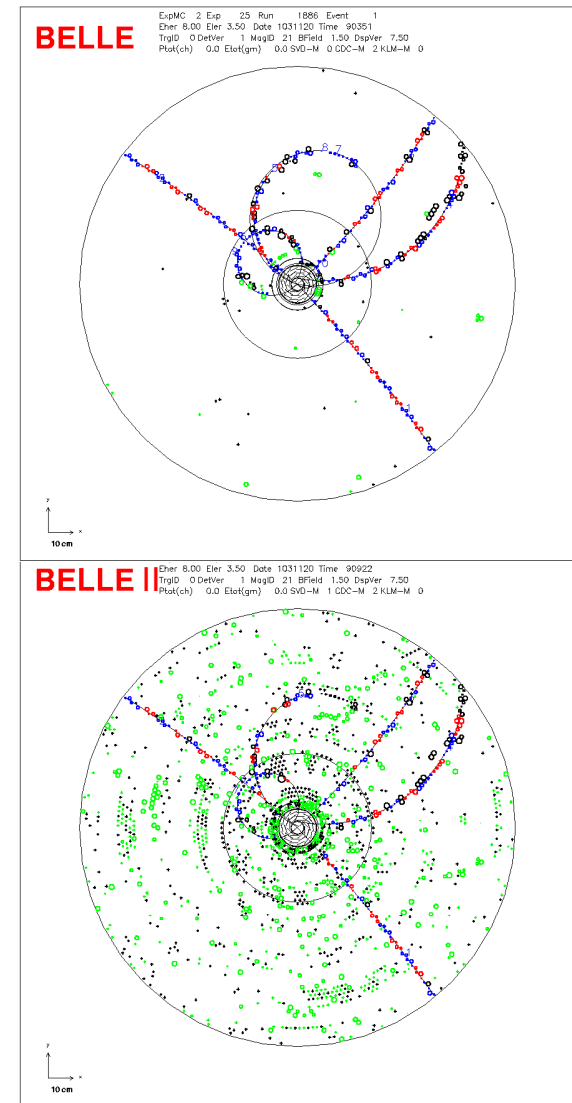 BELLE
ExpMC 2 Exp 25 Run 1886 Event 1
Eher 8.00 Eler 3.50 Date 1031120 Time 90351
TrgID 0 DetVer 1 MagID 21 BField 1.50 DspVer 7.50
Ptot(ch) 0.0 Etot(gm) 0.0 SVD-M 0 CDC-M 2 KLM-M 0
8 7
1
y
x
10 cm
BELLE II
Eher 8.00 Eler 3.50 Date 1031120 Time 90922
TrgID 0 DetVer 1 MagID 21 BField 1.50 DspVer 7.50
Ptot(ch) 0.0 Etot(gm) 0.0 SVD-M 1 CDC-M 2 KLM-M 0
1
y
x
10 cm